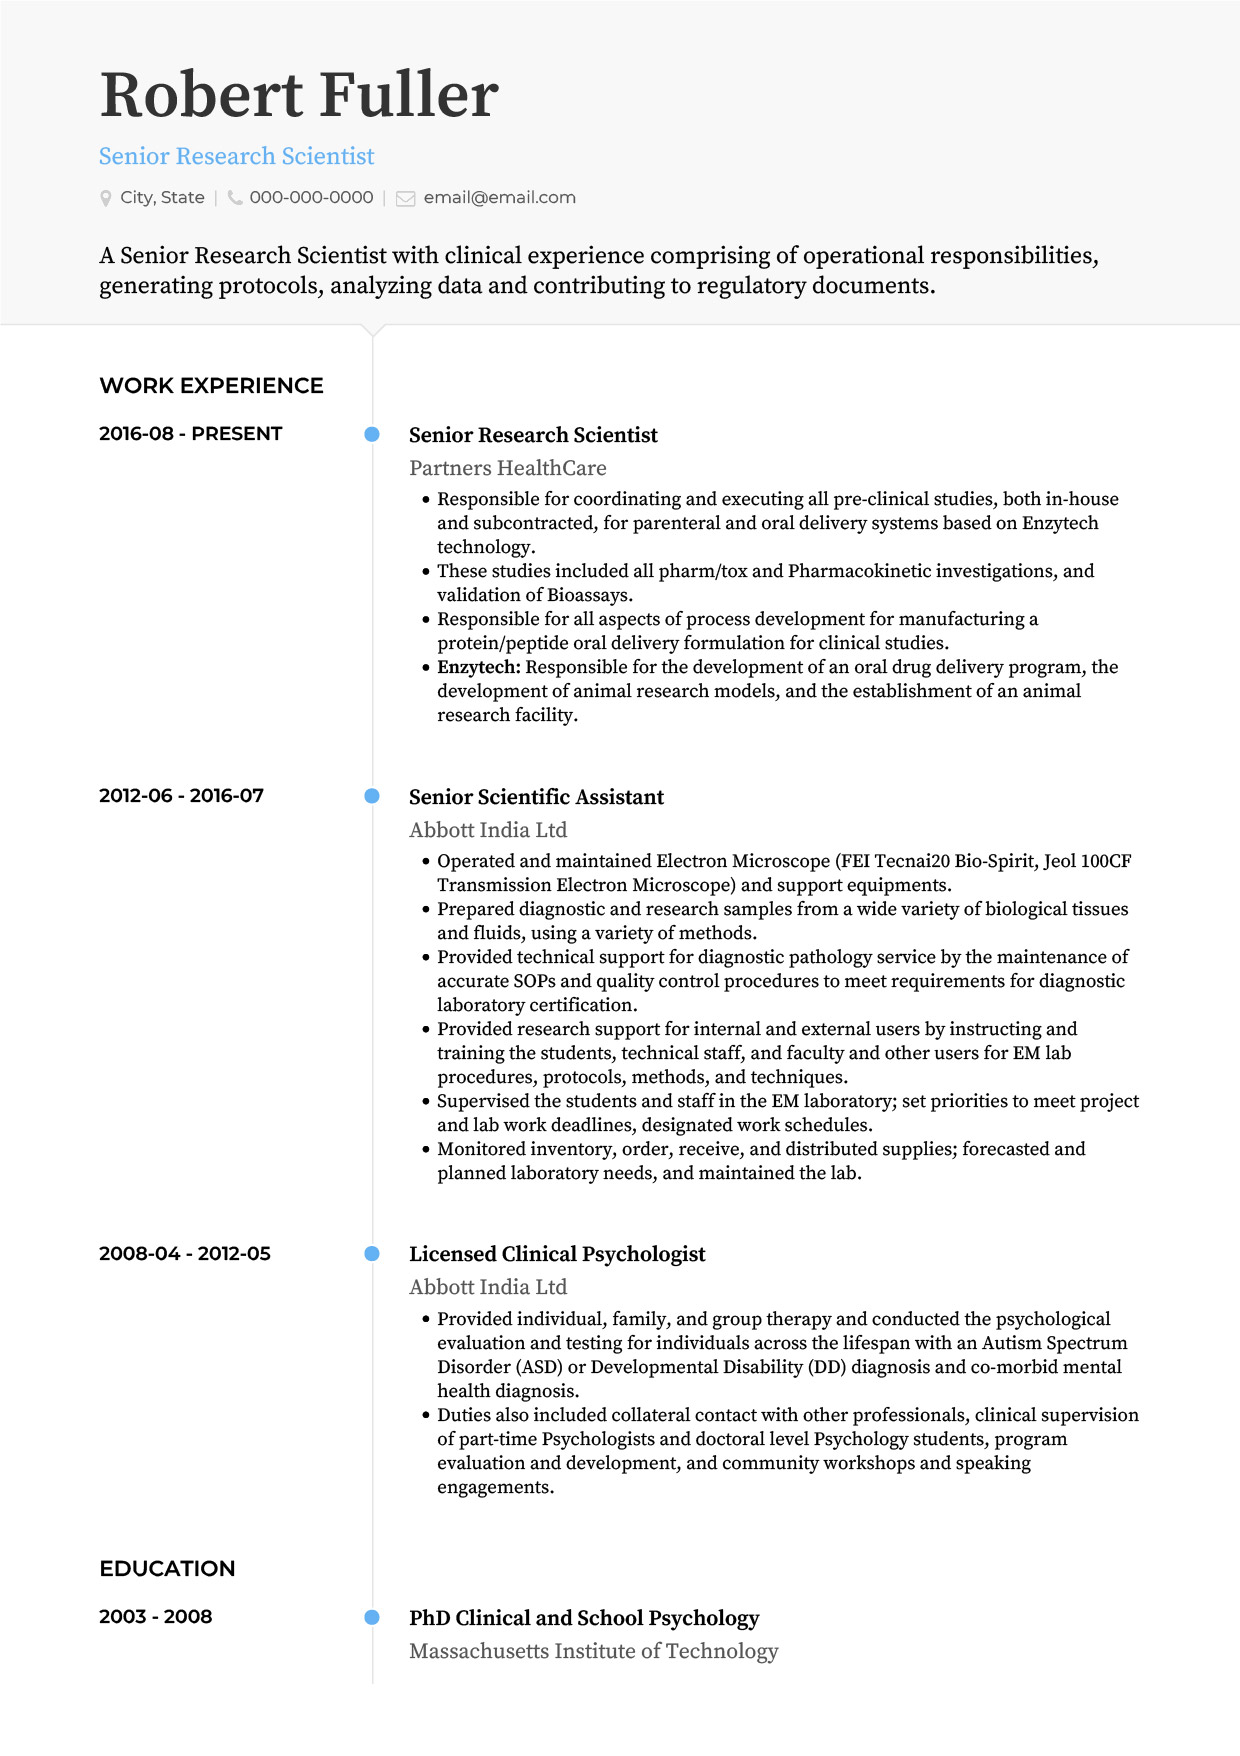 Robert Fuller
Senior Research Scientist
City, State | 000-000-0000 | email@email.com
A Senior Research Scientist with clinical experience comprising of operational responsibilities,
generating protocols, analyzing data and contributing to regulatory documents.
WORK EXPERIENCE
2016-08 - PRESENT
Senior Research Scientist
Partners HealthCare
• Responsible for coordinating and executing all pre-clinical studies, both in-house
and subcontracted, for parenteral and oral delivery systems based on Enzytech
technology.
• These studies included all pharm/tox and Pharmacokinetic investigations, and
validation of Bioassays.
• Responsible for all aspects of process development for manufacturing a
protein/peptide oral delivery formulation for clinical studies.
• Enzytech: Responsible for the development of an oral drug delivery program, the
development of animal research models, and the establishment of an animal
research facility.
2012-06 - 2016-07
Senior Scientific Assistant
Abbott India Ltd
• Operated and maintained Electron Microscope (FEI Tecnai20 Bio-Spirit, Jeol 100CF
Transmission Electron Microscope) and support equipments.
• Prepared diagnostic and research samples from a wide variety of biological tissues
and fluids, using a variety of methods.
• Provided technical support for diagnostic pathology service by the maintenance of
accurate SOPs and quality control procedures to meet requirements for diagnostic
laboratory certification.
• Provided research support for internal and external users by instructing and
training the students, technical staff, and faculty and other users for EM lab
procedures, protocols, methods, and techniques.
• Supervised the students and staff in the EM laboratory; set priorities to meet project
and lab work deadlines, designated work schedules.
• Monitored inventory, order, receive, and distributed supplies; forecasted and
planned laboratory needs, and maintained the lab.
2008-04 - 2012-05
Licensed Clinical Psychologist
Abbott India Ltd
• Provided individual, family, and group therapy and conducted the psychological
evaluation and testing for individuals across the lifespan with an Autism Spectrum
Disorder (ASD) or Developmental Disability (DD) diagnosis and co-morbid mental
health diagnosis.
• Duties also included collateral contact with other professionals, clinical supervision
of part-time Psychologists and doctoral level Psychology students, program
evaluation and development, and community workshops and speaking
engagements.
EDUCATION
2003 - 2008
PhD Clinical and School Psychology
Massachusetts Institute of Technology